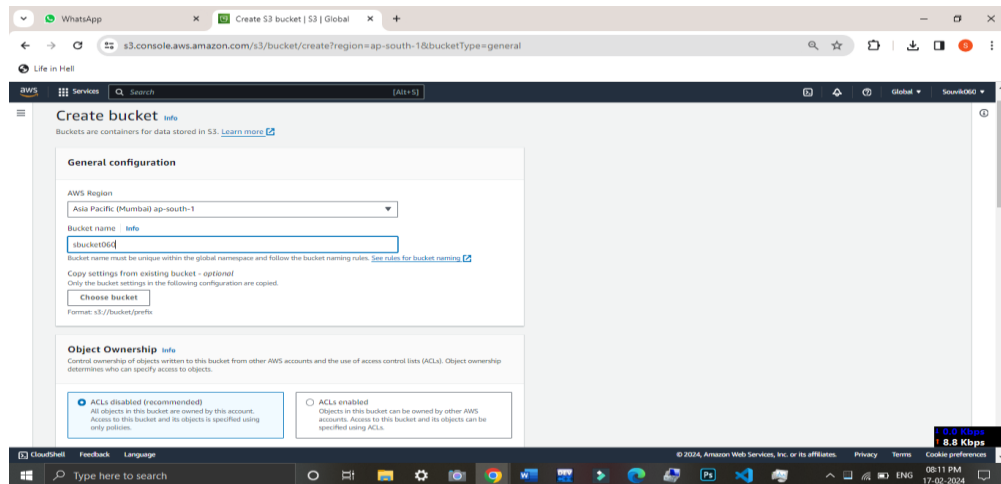 WhatsApp
Create S3 bucket | S3 | Global
s3.console.aws.amazon.com/s3/bucket/create?region=ap-south-1&bucketType=general
S
Life in Hell
aws
Services
Search
[Alt+S]
Global
Souvik060
Create bucket Info
Buckets are containers for data stored in S3. Learn more
General configuration
AWS Region
Asia Pacific (Mumbai) ap-south-1
Bucket name Info
sbucket060
Bucket name must be unique within the global namespace and follow the bucket naming rules. See rules for bucket naming
Copy settings from existing bucket - optional
Only the bucket settings in the following configuration are copied.
Choose bucket
Format: s3://bucket/prefix
Object Ownership Info
Control ownership of objects written to this bucket from other AWS accounts and the use of access control lists (ACLs). Object ownership
determines who can specify access to objects.
ACLs disabled (recommended)
All objects in this bucket are owned by this account.
Access to this bucket and its objects is specified using
only policies.
ACLs enabled
Objects in this bucket can be owned by other AWS
accounts. Access to this bucket and its objects can be
specified using ACLs.
8.8 Kbps
CloudShell Feedback Language
© 2024, Amazon Web Services, Inc. or its affiliates. Privacy Terms Cookie preferences
Type here to search
Ps
ENG
08:11 PM
17-02-2024